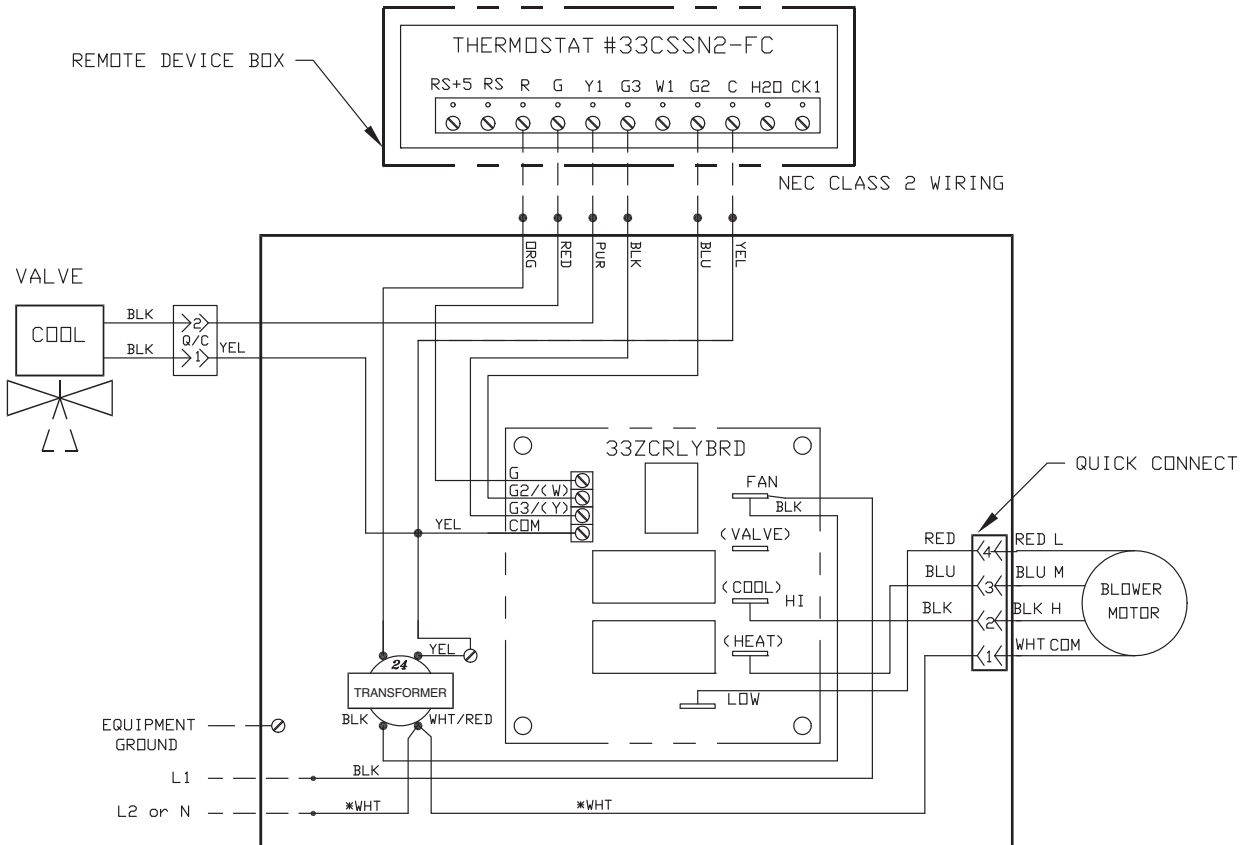 THERMOSTAT #33CSSN2-FC
REMOTE DEVICE BOX
RS+5 RS R G Y1 G3 W1 G2 C H2O CK1
NEC CLASS 2 WIRING
ORG RED PUR BLK BLU YEL
VALVE
COOL
BLK
2
Q/C
BLK
1
YEL
33ZCRLYBRD
QUICK CONNECT
G
G2/(W)
G3/(Y)
COM
YEL
FAN
BLK
(VALVE)
(COOL)
HI
(HEAT)
LOW
RED 4 RED L
BLU 3 BLU M
BLK 2 BLK H
1 WHT COM
BLOWER
MOTOR
YEL
24
TRANSFORMER
BLK WHT/RED
EQUIPMENT
GROUND
L1
BLK
L2 or N
*WHT
*WHT